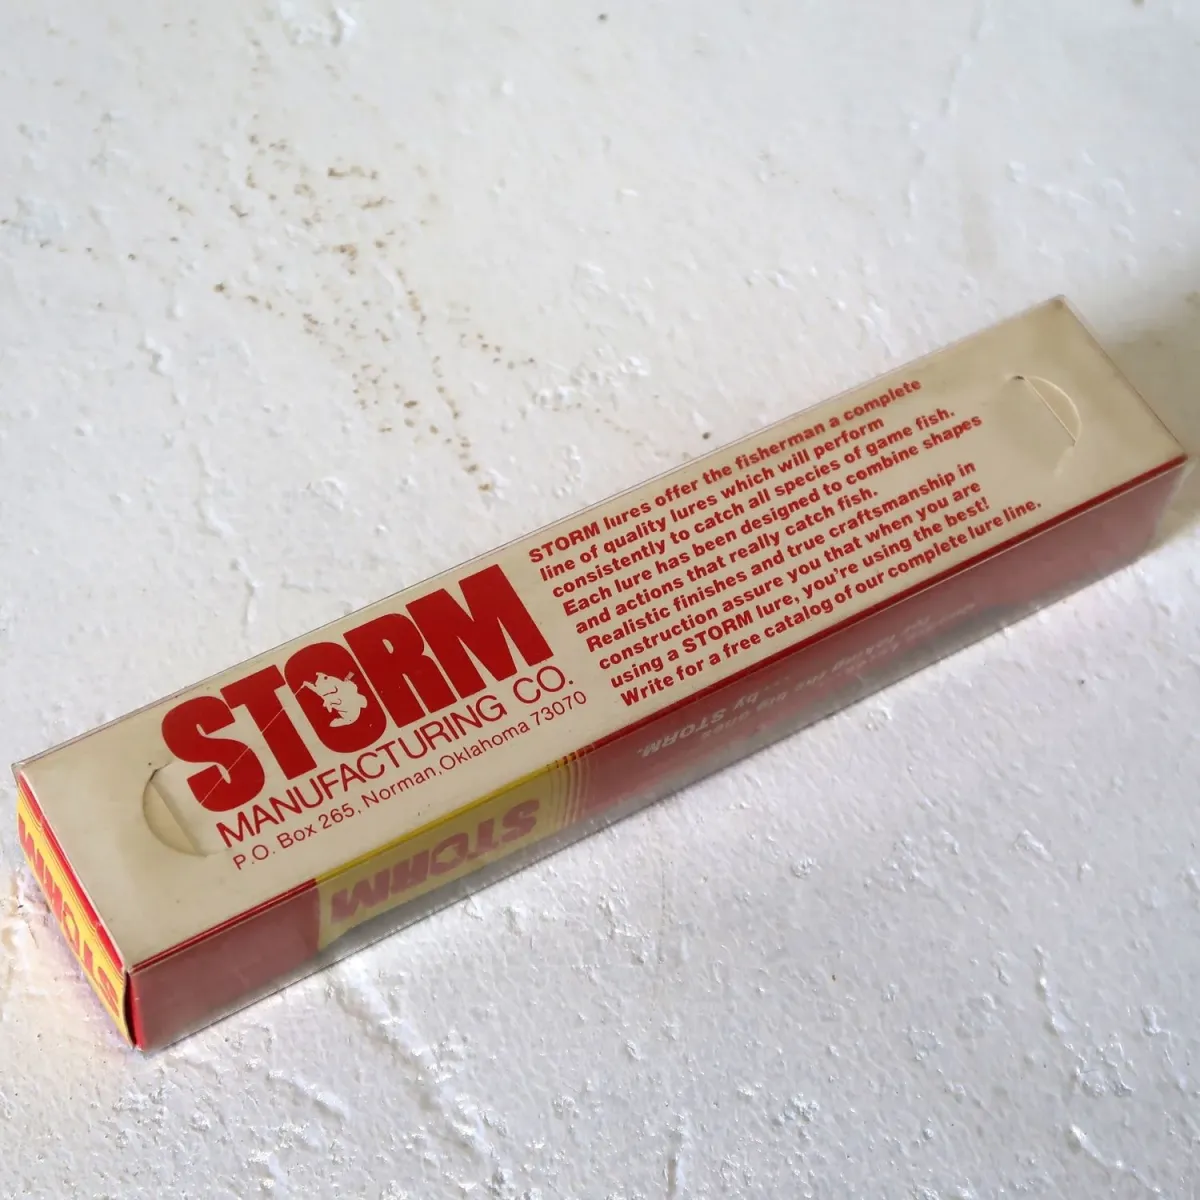 STORM
MANUFACTURING CO.
P.O. Box 265, Norman, Oklahoma 73070
STORM lures offer the fisherman a complete
line of quality lures which will perform
consistently to catch all species of game fish.
Each lure has been designed to combine shapes
and actions that really catch fish.
Realistic finishes and true craftsmanship in
construction assure you that when you are
using a STORM lure, you're using the best!
Write for a free catalog of our complete lure line.
STORM
by STORM.
STORM